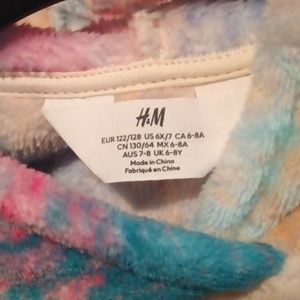 H&M
EUR 122/128 US 6X/7 CA 6-8A
CN 130/64 MX 6-8A
AUS 7-8 UK 6-8Y
Made in China
Fabriqué en Chine